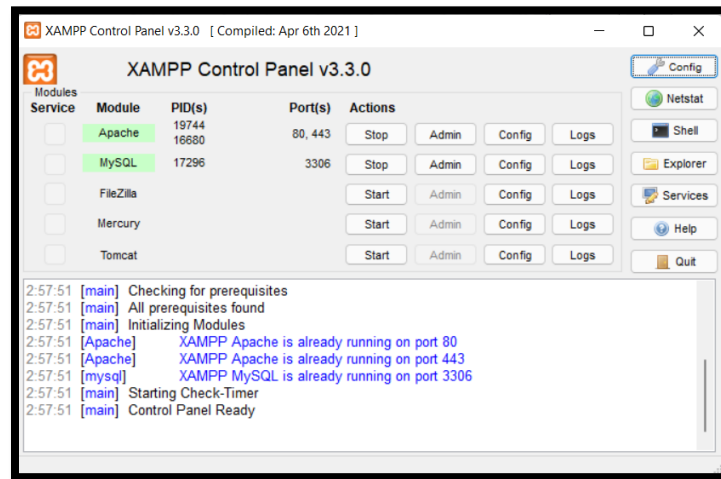 XAMPP Control Panel v3.3.0 [ Compiled: Apr 6th 2021 ]
XAMPP Control Panel v3.3.0
Config
Modules
Netstat
Service Module PID(s) Port(s) Actions
Apache 19744 16680 80, 443 Stop Admin Config Logs
Shell
MySQL 17296 3306 Stop Admin Config Logs
Explorer
FileZilla Start Admin Config Logs
Services
Mercury Start Admin Config Logs
Help
Tomcat Start Admin Config Logs
Quit
2:57:51 [main] Checking for prerequisites
2:57:51 [main] All prerequisites found
2:57:51 [main] Initializing Modules
2:57:51 [Apache] XAMPP Apache is already running on port 80
2:57:51 [Apache] XAMPP Apache is already running on port 443
2:57:51 [mysql] XAMPP MySQL is already running on port 3306
2:57:51 [main] Starting Check-Timer
2:57:51 [main] Control Panel Ready